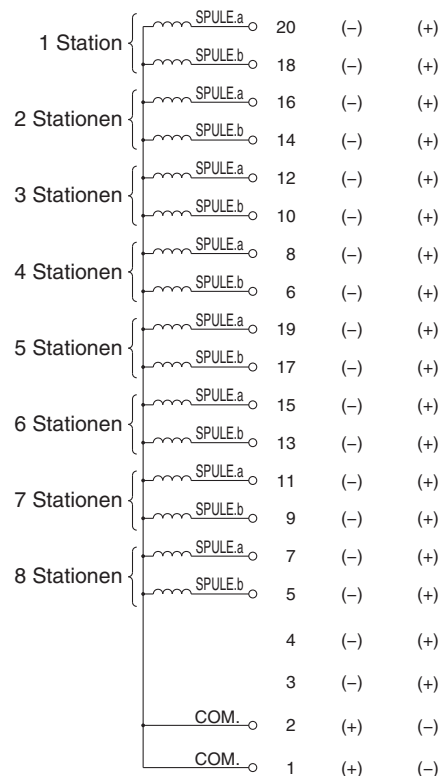 1 Station
SPULE.a 20 (–) (+)
SPULE.b 18 (–) (+)
2 Stationen
SPULE.a 16 (–) (+)
SPULE.b 14 (–) (+)
3 Stationen
SPULE.a 12 (–) (+)
SPULE.b 10 (–) (+)
4 Stationen
SPULE.a 8 (–) (+)
SPULE.b 6 (–) (+)
5 Stationen
SPULE.a 19 (–) (+)
SPULE.b 17 (–) (+)
6 Stationen
SPULE.a 15 (–) (+)
SPULE.b 13 (–) (+)
7 Stationen
SPULE.a 11 (–) (+)
SPULE.b 9 (–) (+)
8 Stationen
SPULE.a 7 (–) (+)
SPULE.b 5 (–) (+)
4 (–) (+)
3 (–) (+)
COM. 2 (+) (–)
COM. 1 (+) (–)